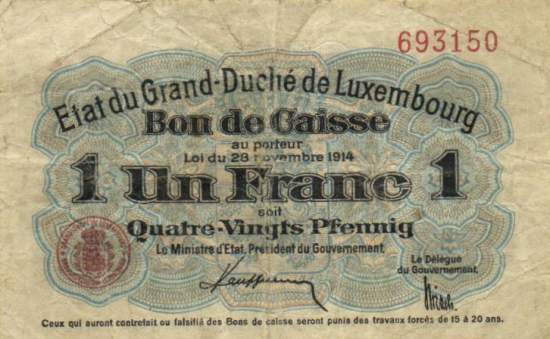 693150
Etat du Grand-Duché de Luxembourg
Bon de Caisse
au porteur
Loi du 28 novembre 1914
1 Un Franc 1
soit
Quatre-Vingts Pfennig
Le Ministre d'Etat, Président du Gouvernement.
Le Délégué
du Gouvernement.
Ceux qui auront contrefait ou falsifié des Bons de caisse seront punis des travaux forcés de 15 à 20 ans.